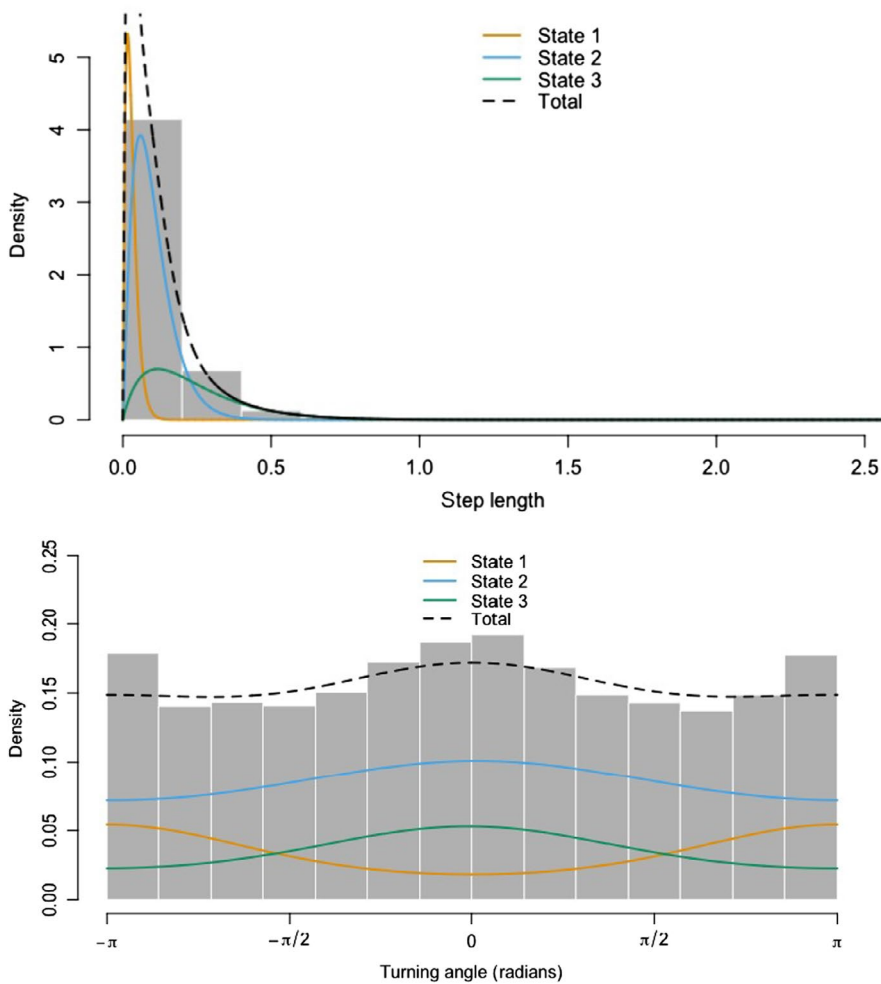 State 1
State 2
State 3
Total
5
4
3
2
1
0
Density
0.0 0.5 1.0 1.5 2.0 2.5
Step length
0.25
0.20
0.15
0.10
0.05
0.00
Density
State 1
State 2
State 3
Total
−π −π/2 0 π/2 π
Turning angle (radians)